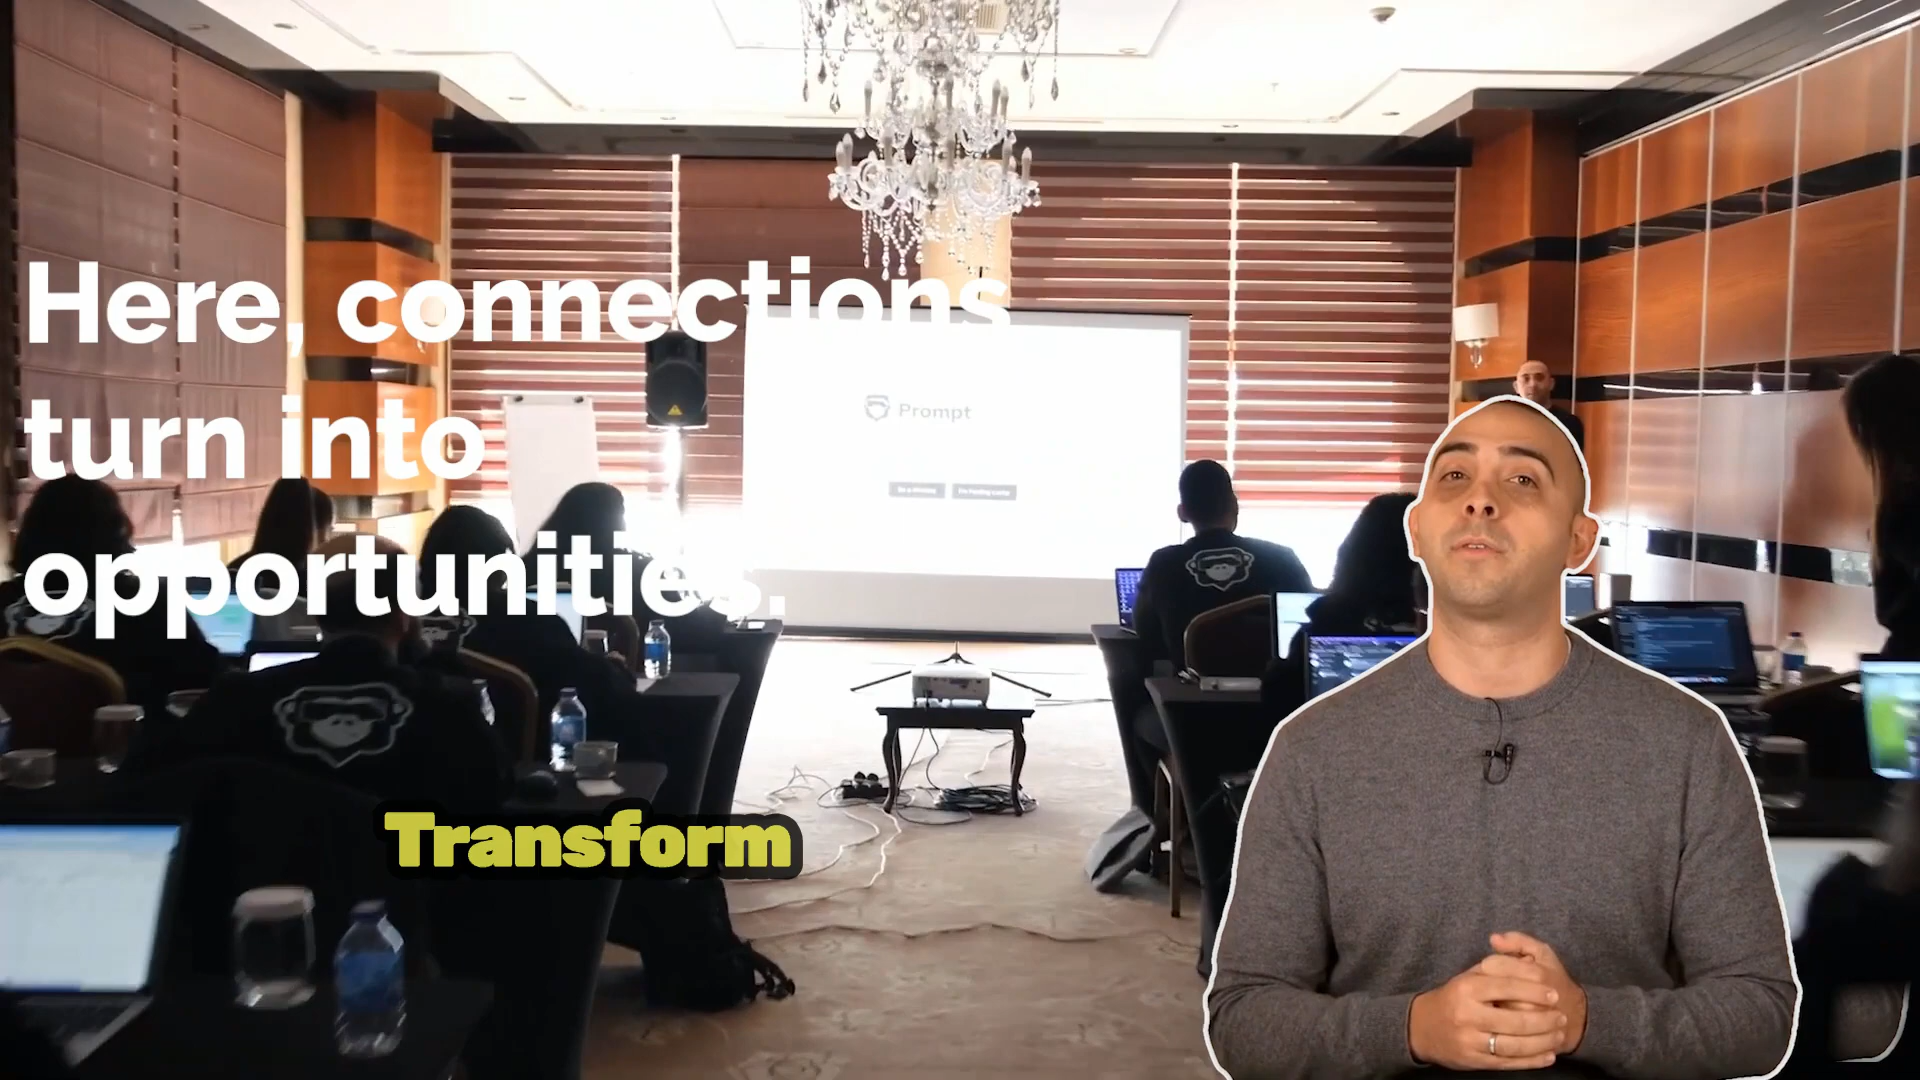 Here, connections
turn into
opportunities.
Prompt
Transform